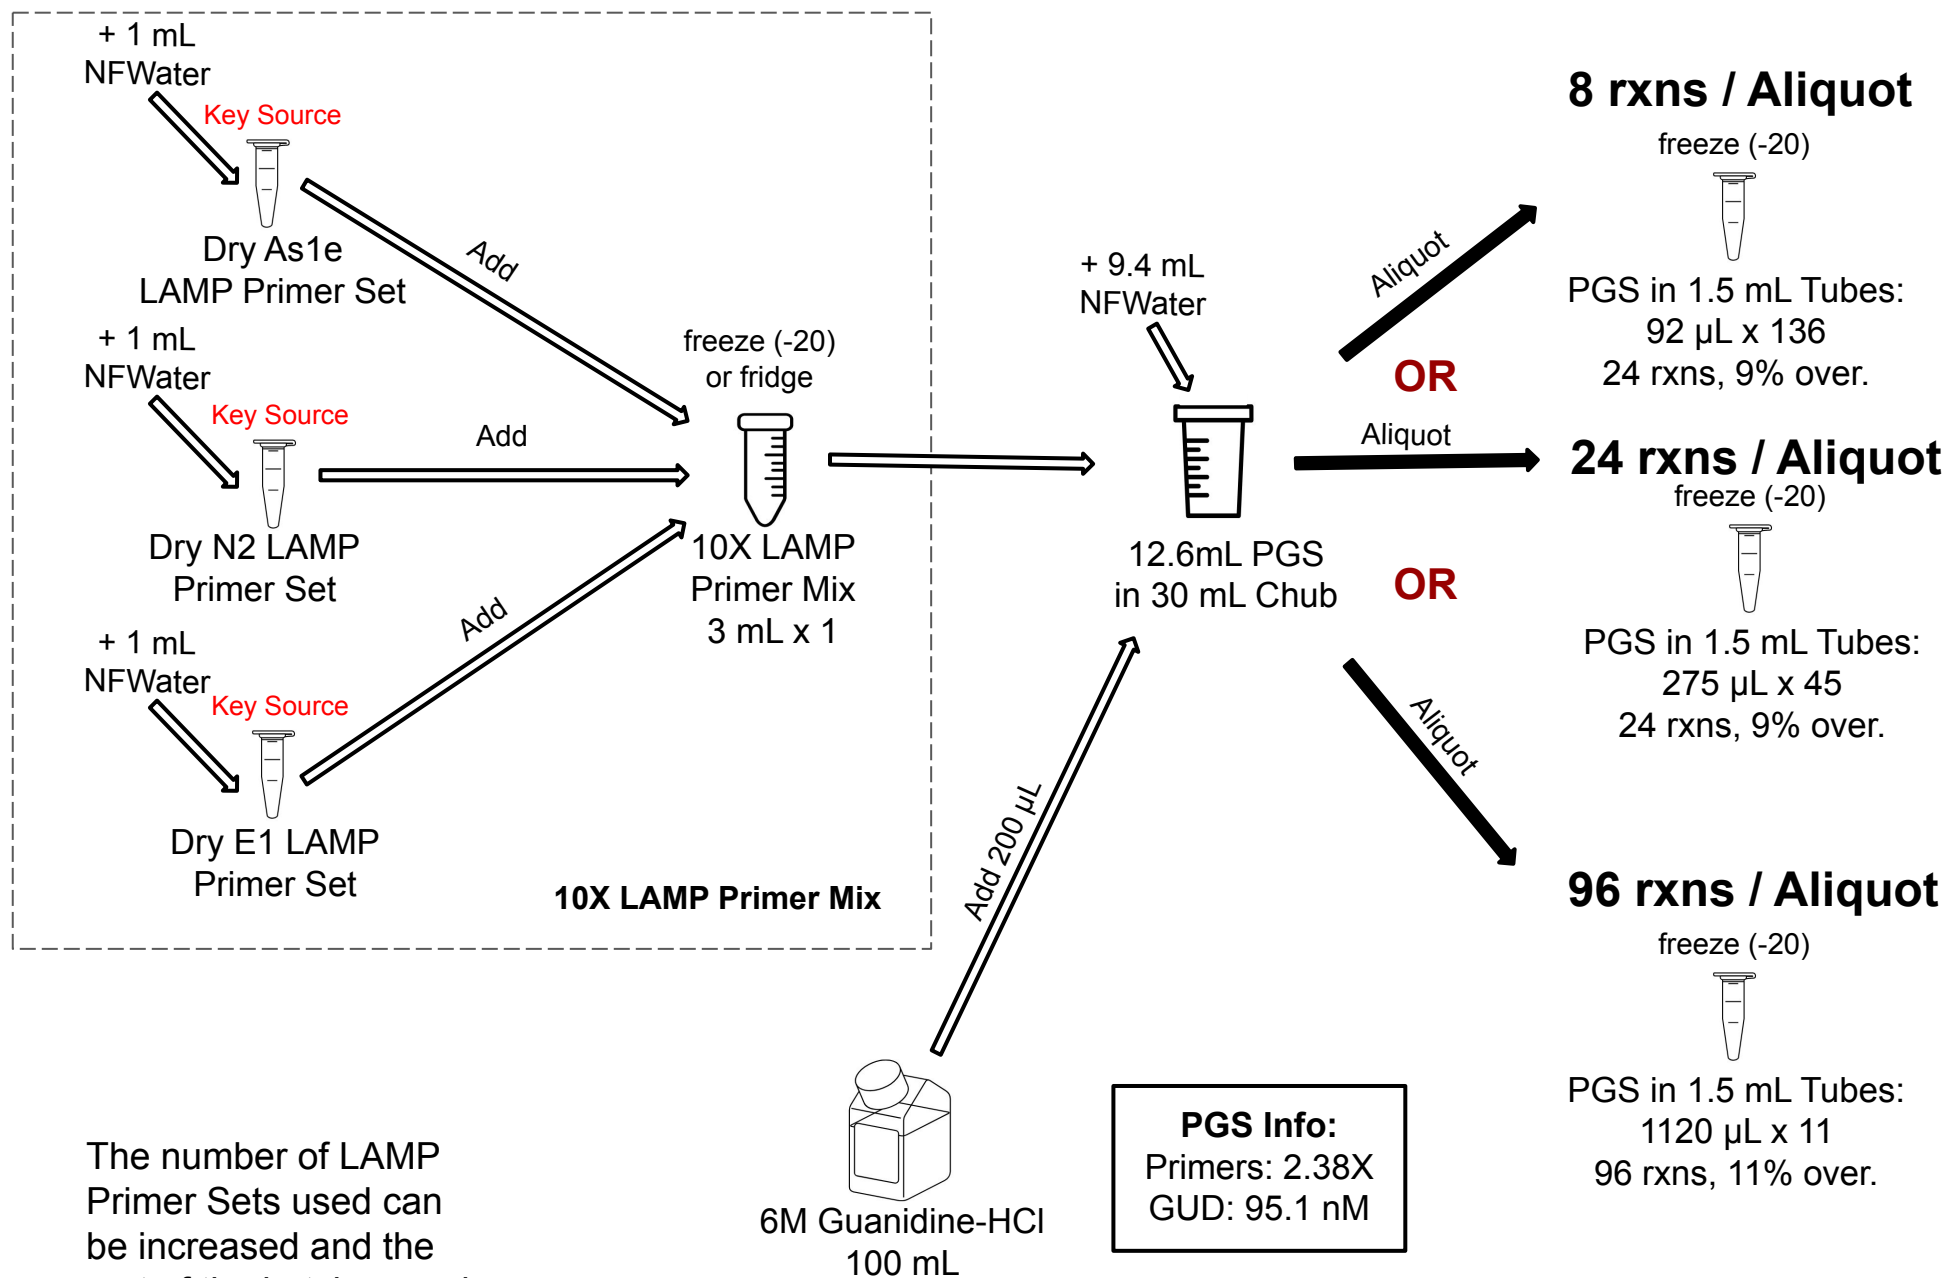 + 1 mL
NFWater
Key Source
Dry As1e
LAMP Primer Set
Add
+ 1 mL
NFWater
Key Source
Dry N2 LAMP
Primer Set
Add
+ 1 mL
NFWater
Key Source
Dry E1 LAMP
Primer Set
Add
freeze (-20)
or fridge
10X LAMP
Primer Mix
3 mL x 1
10X LAMP Primer Mix
+ 9.4 mL
NFWater
12.6mL PGS
in 30 mL Chub
Add 200 µL
6M Guanidine-HCl
100 mL
PGS Info:
Primers: 2.38X
GUD: 95.1 nM
Aliquot
OR
Aliquot
OR
Aliquot
8 rxns / Aliquot
freeze (-20)
PGS in 1.5 mL Tubes:
92 µL x 136
24 rxns, 9% over.
24 rxns / Aliquot
freeze (-20)
PGS in 1.5 mL Tubes:
275 µL x 45
24 rxns, 9% over.
96 rxns / Aliquot
freeze (-20)
PGS in 1.5 mL Tubes:
1120 µL x 11
96 rxns, 11% over.
The number of LAMP
Primer Sets used can
be increased and the